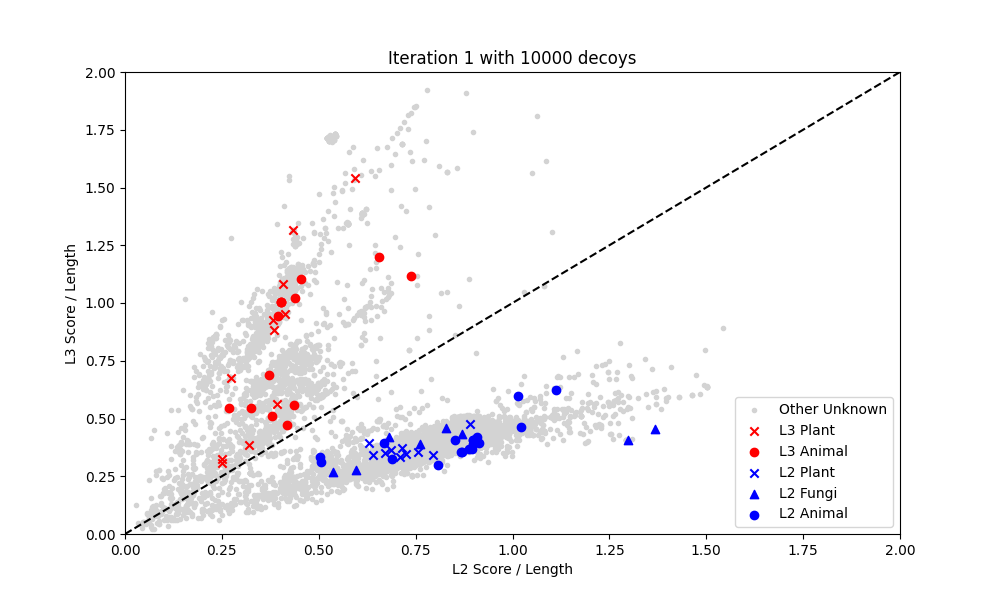 Iteration 1 with 10000 decoys
2.00
1.75
1.50
1.25
1.00
0.75
0.50
0.25
0.00
L3 Score / Length
Other Unknown
L3 Plant
L3 Animal
L2 Plant
L2 Fungi
L2 Animal
0.00 0.25 0.50 0.75 1.00 1.25 1.50 1.75 2.00
L2 Score / Length